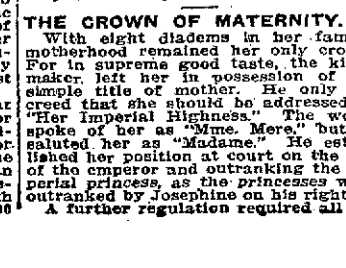 THE CROWN OF MATERNITY.
With eight diadems in her fam
motherhood remained her only cro
For in supreme good taste, the ki
maker, left her in possession of
simple title of mother. He only
creed that she should be addressed
"Her Imperial Highness." The wo
spoke of her as "Mme. Mere," but
saluted her as "Madame." He est
lished her position at court on the
of the emperor and outranking the
perial princess, as the princesses w
outranked by Josephine on his right
A further regulation required all